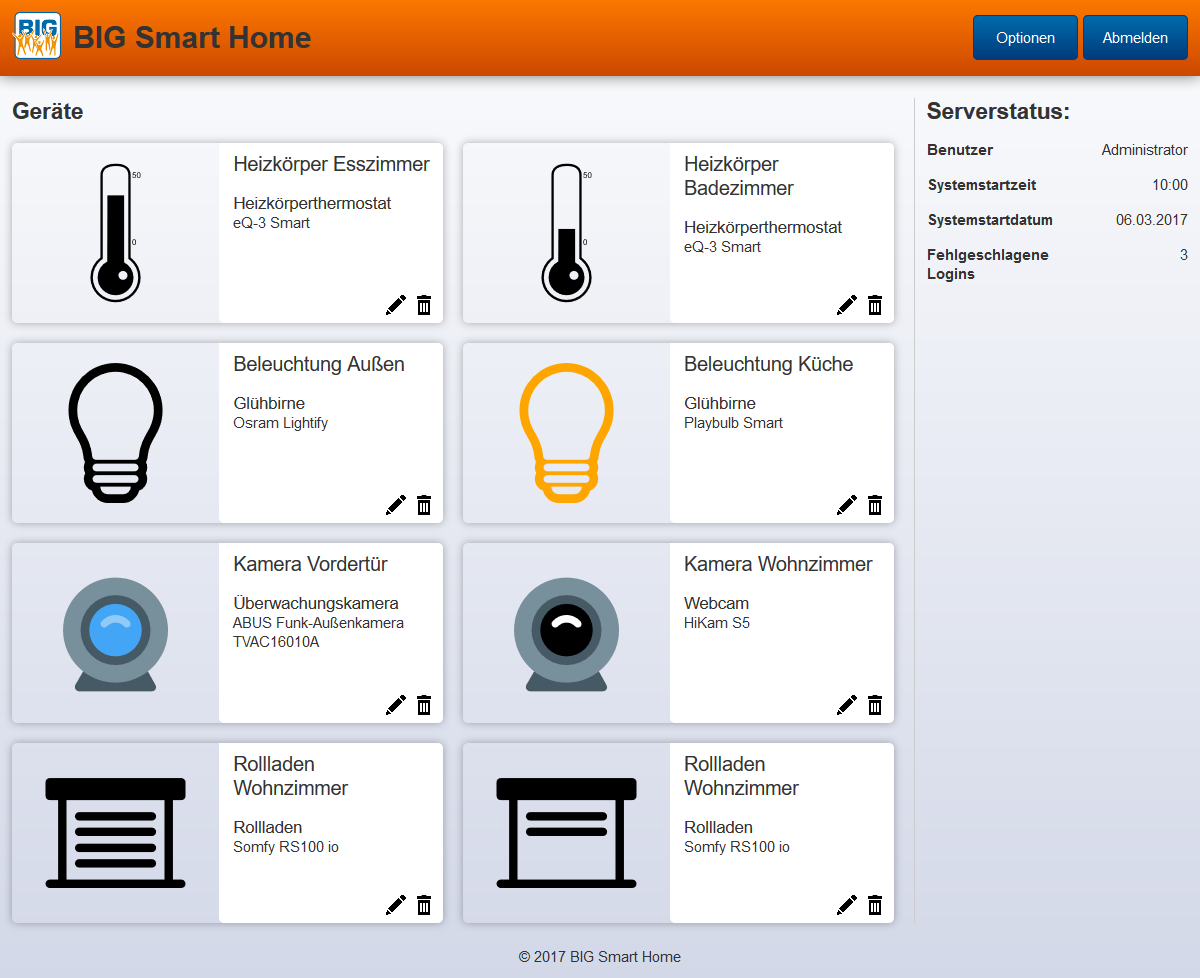 BIG
BIG Smart Home
Optionen
Abmelden
Geräte
50
0
Heizkörper Esszimmer
Heizkörperthermostat
eQ-3 Smart
50
0
Heizkörper
Badezimmer
Heizkörperthermostat
eQ-3 Smart
Beleuchtung Außen
Glühbirne
Osram Lightify
Beleuchtung Küche
Glühbirne
Playbulb Smart
Kamera Vordertür
Überwachungskamera
ABUS Funk-Außenkamera
TVAC16010A
Kamera Wohnzimmer
Webcam
HiKam S5
Rollladen
Wohnzimmer
Rollladen
Somfy RS100 io
Rollladen
Wohnzimmer
Rollladen
Somfy RS100 io
Serverstatus:
Benutzer Administrator
Systemstartzeit 10:00
Systemstartdatum 06.03.2017
Fehlgeschlagene 3
Logins
© 2017 BIG Smart Home